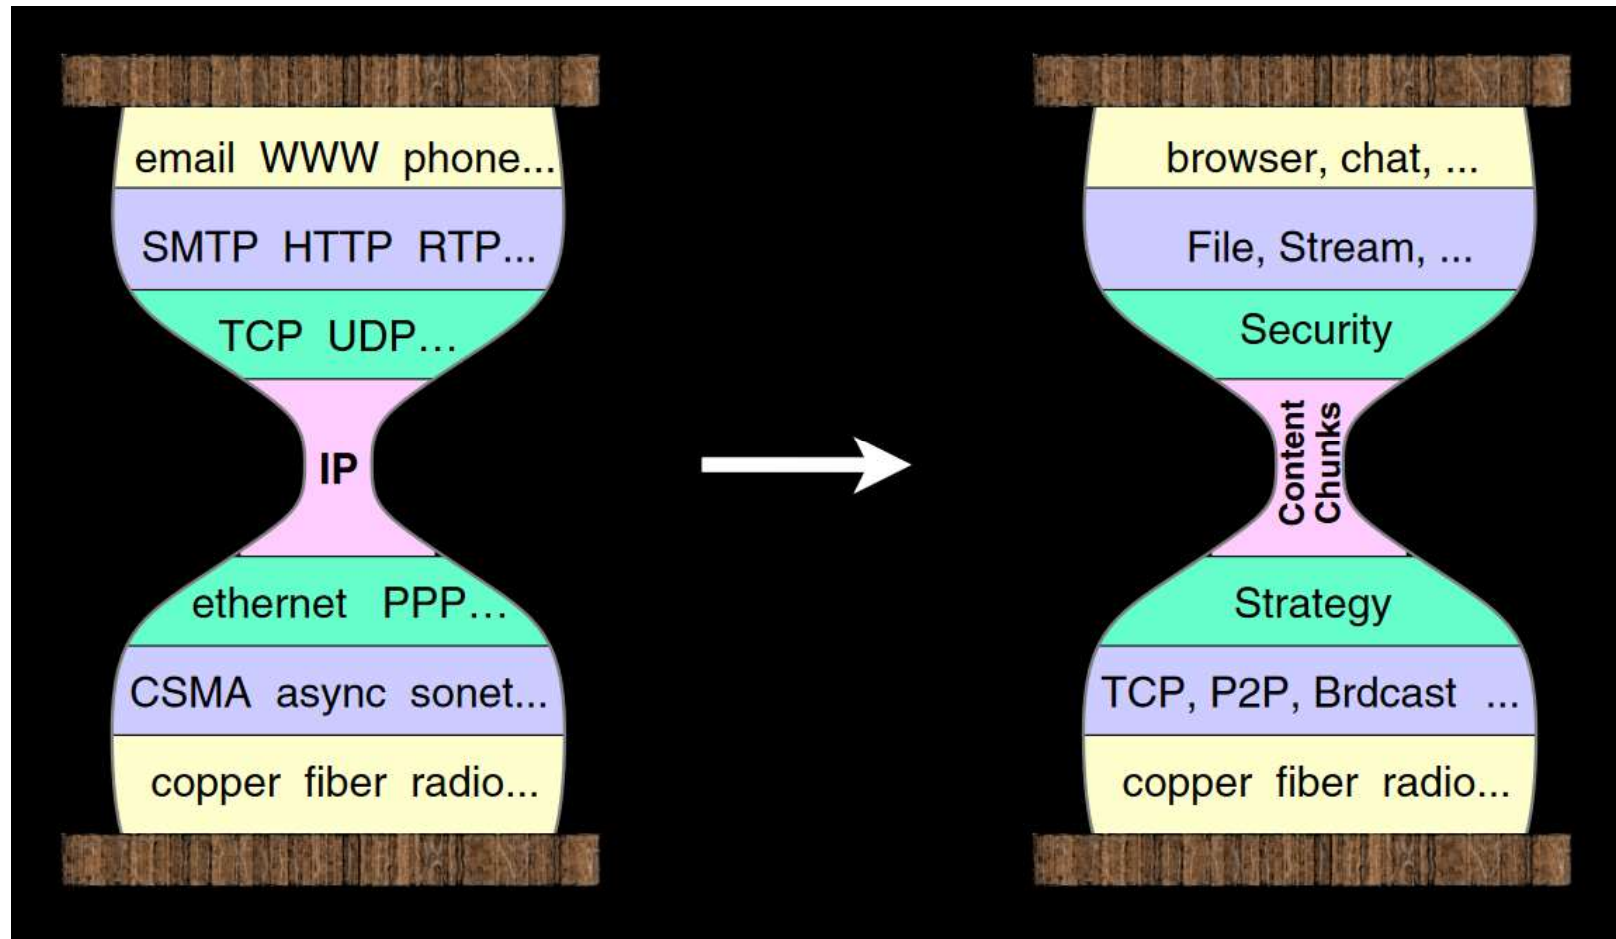 email WWW phone...
SMTP HTTP RTP...
TCP UDP...
IP
ethernet PPP...
CSMA async sonet...
copper fiber radio...
browser, chat, ...
File, Stream, ...
Security
Content
Chunks
Strategy
TCP, P2P, Brdcast ...
copper fiber radio...